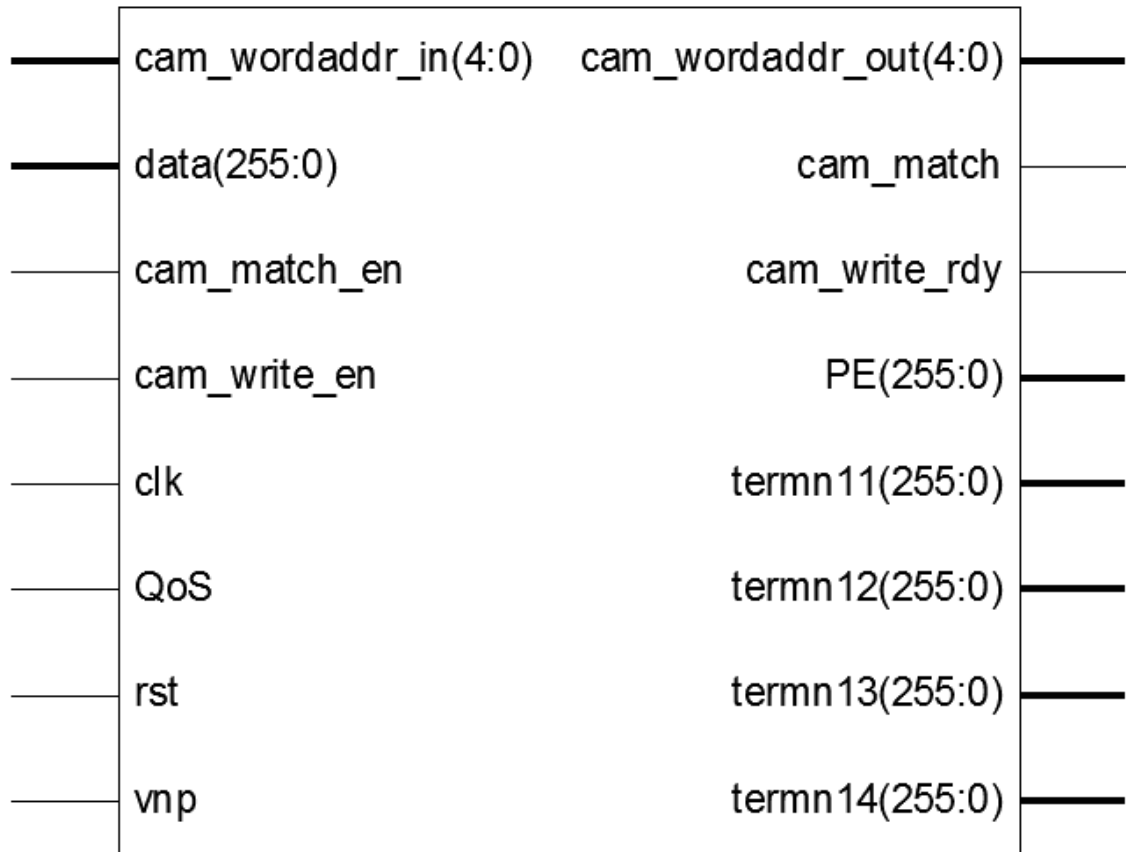 cam_wordaddr_in(4:0) cam_wordaddr_out(4:0)
data(255:0) cam_match
cam_match_en cam_write_rdy
cam_write_en PE(255:0)
clk termn11(255:0)
QoS termn12(255:0)
rst termn13(255:0)
vnp termn14(255:0)